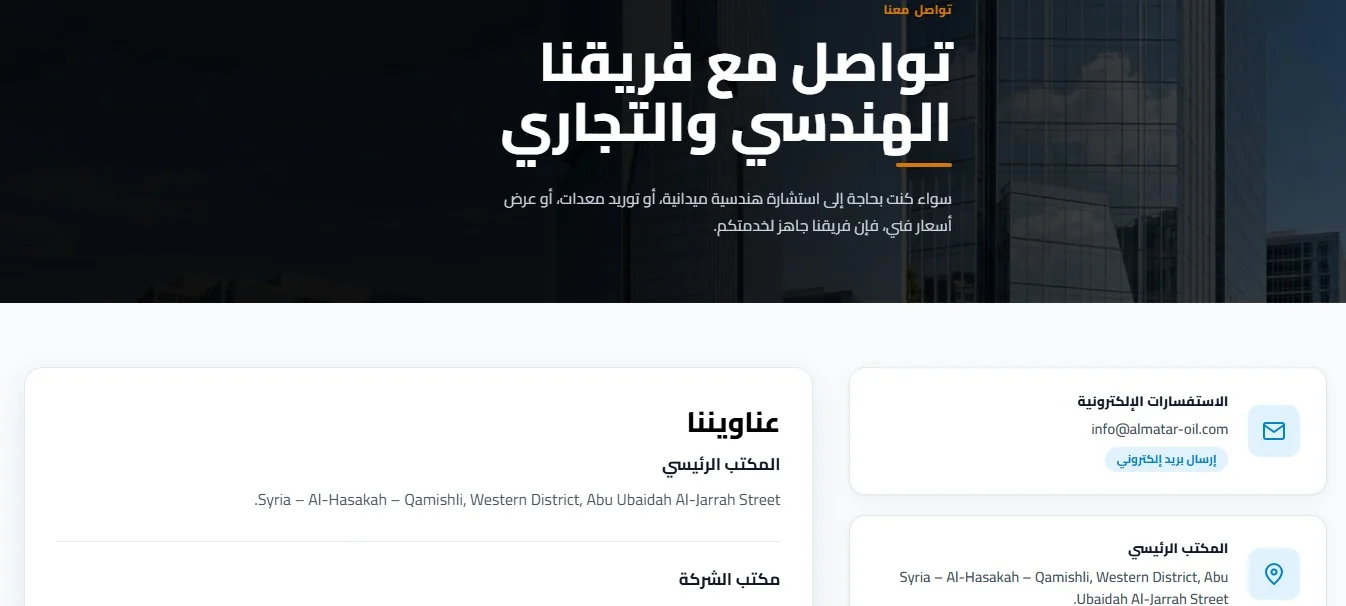 تواصل معنا
تواصل مع فريقنا
الهندسي والتجاري
سواء كنت بحاجة إلى استشارة هندسية ميدانية، أو توريد معدات، أو عرض
أسعار فني، فإن فريقنا جاهز لخدمتكم.
الاستفسارات الإلكترونية
info@almatar-oil.com
إرسال بريد إلكتروني
المكتب الرئيسي
Syria – Al-Hasakah – Qamishli, Western District, Abu
Ubaidah Al-Jarrah Street.
عناويننا
المكتب الرئيسي
Syria – Al-Hasakah – Qamishli, Western District, Abu Ubaidah Al-Jarrah Street.
مكتب الشركة